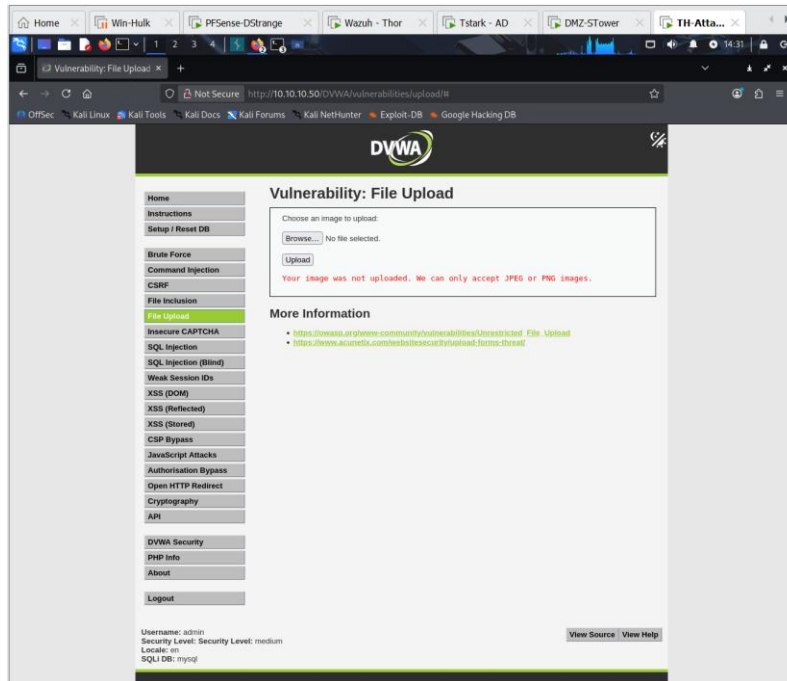 Home
Win-Hulk
PFSense-DStrange
Wazuh - Thor
Tstark - AD
DMZ-STower
TH-Atta...
1 2 3 4
14:31
Vulnerability: File Upload
Not Secure http://10.10.10.50/DVWA/vulnerabilities/upload/#
OffSec Kali Linux Kali Tools Kali Docs Kali Forums Kali NetHunter Exploit-DB Google Hacking DB
DVWA
Home
Instructions
Setup / Reset DB
Brute Force
Command Injection
CSRF
File Inclusion
File Upload
Insecure CAPTCHA
SQL Injection
SQL Injection (Blind)
Weak Session IDs
XSS (DOM)
XSS (Reflected)
XSS (Stored)
CSP Bypass
JavaScript Attacks
Authorisation Bypass
Open HTTP Redirect
Cryptography
API
DVWA Security
PHP Info
About
Logout
Vulnerability: File Upload
Choose an image to upload:
Browse... No file selected.
Upload
Your image was not uploaded. We can only accept JPEG or PNG images.
More Information
https://owasp.org/www-community/vulnerabilities/Unrestricted_File_Upload
https://www.acunetix.com/websitesecurity/upload-forms-threat/
Username: admin
Security Level: Security Level: medium
Locale: en
SQLi DB: mysql
View Source View Help